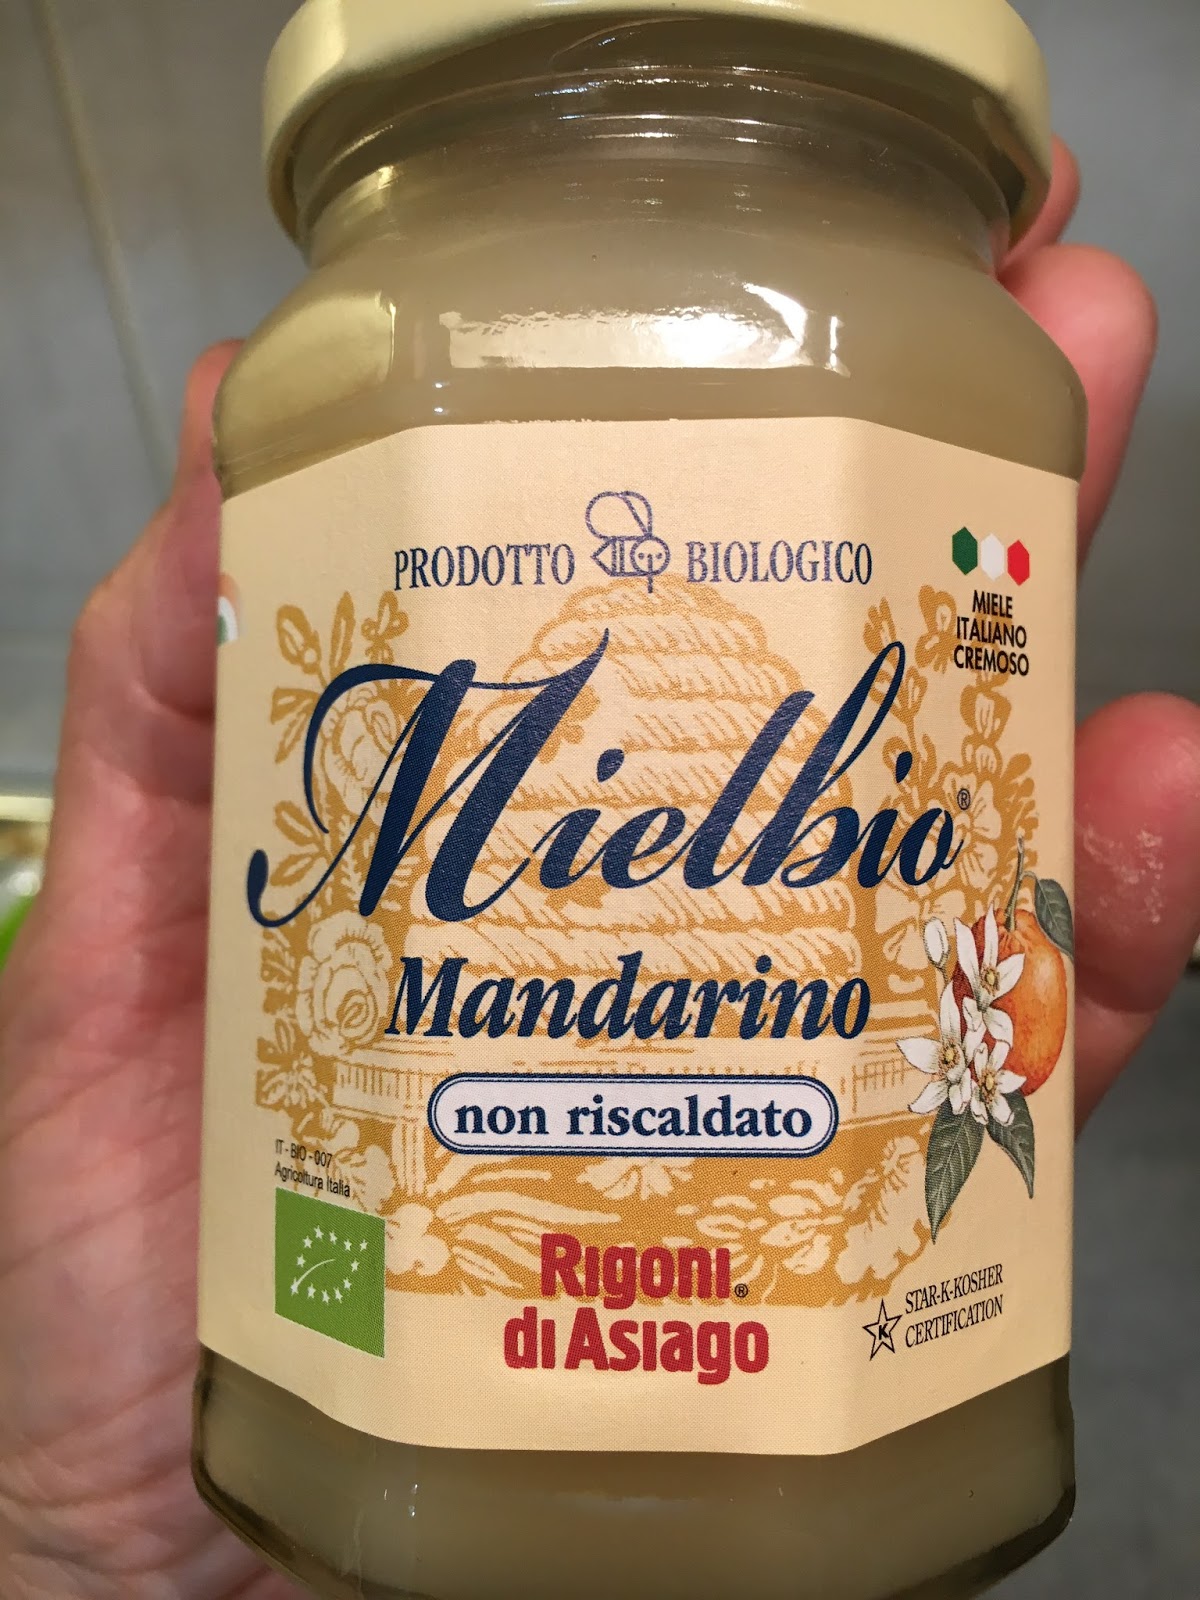 PRODOTTO BIOLOGICO
MIELE
ITALIANO
CREMOSO
Mielbio®
Mandarino
non riscaldato
IT - BIO - 007
Agricoltura Italia
Rigoni®
di Asiago
K
STAR-K-KOSHER
CERTIFICATION